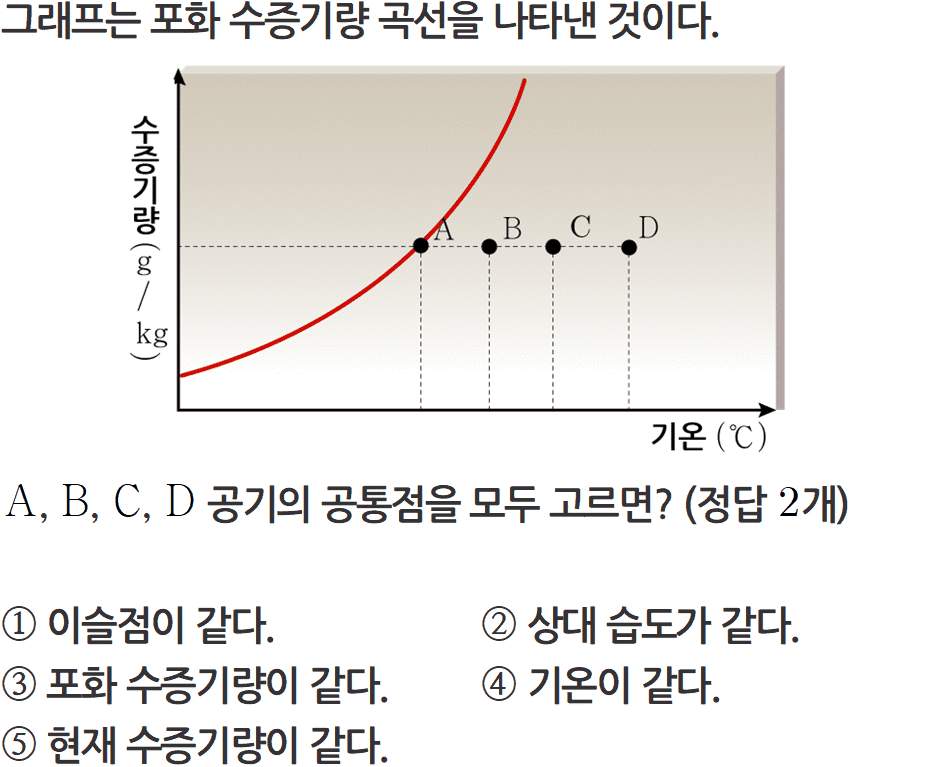 그래프는 포화 수증기량 곡선을 나타낸 것이다.
수증기량(g/kg)
A B C D
기온(℃)
A, B, C, D 공기의 공통점을 모두 고르면? (정답 2개)
① 이슬점이 같다. ② 상대 습도가 같다.
③ 포화 수증기량이 같다. ④ 기온이 같다.
⑤ 현재 수증기량이 같다.